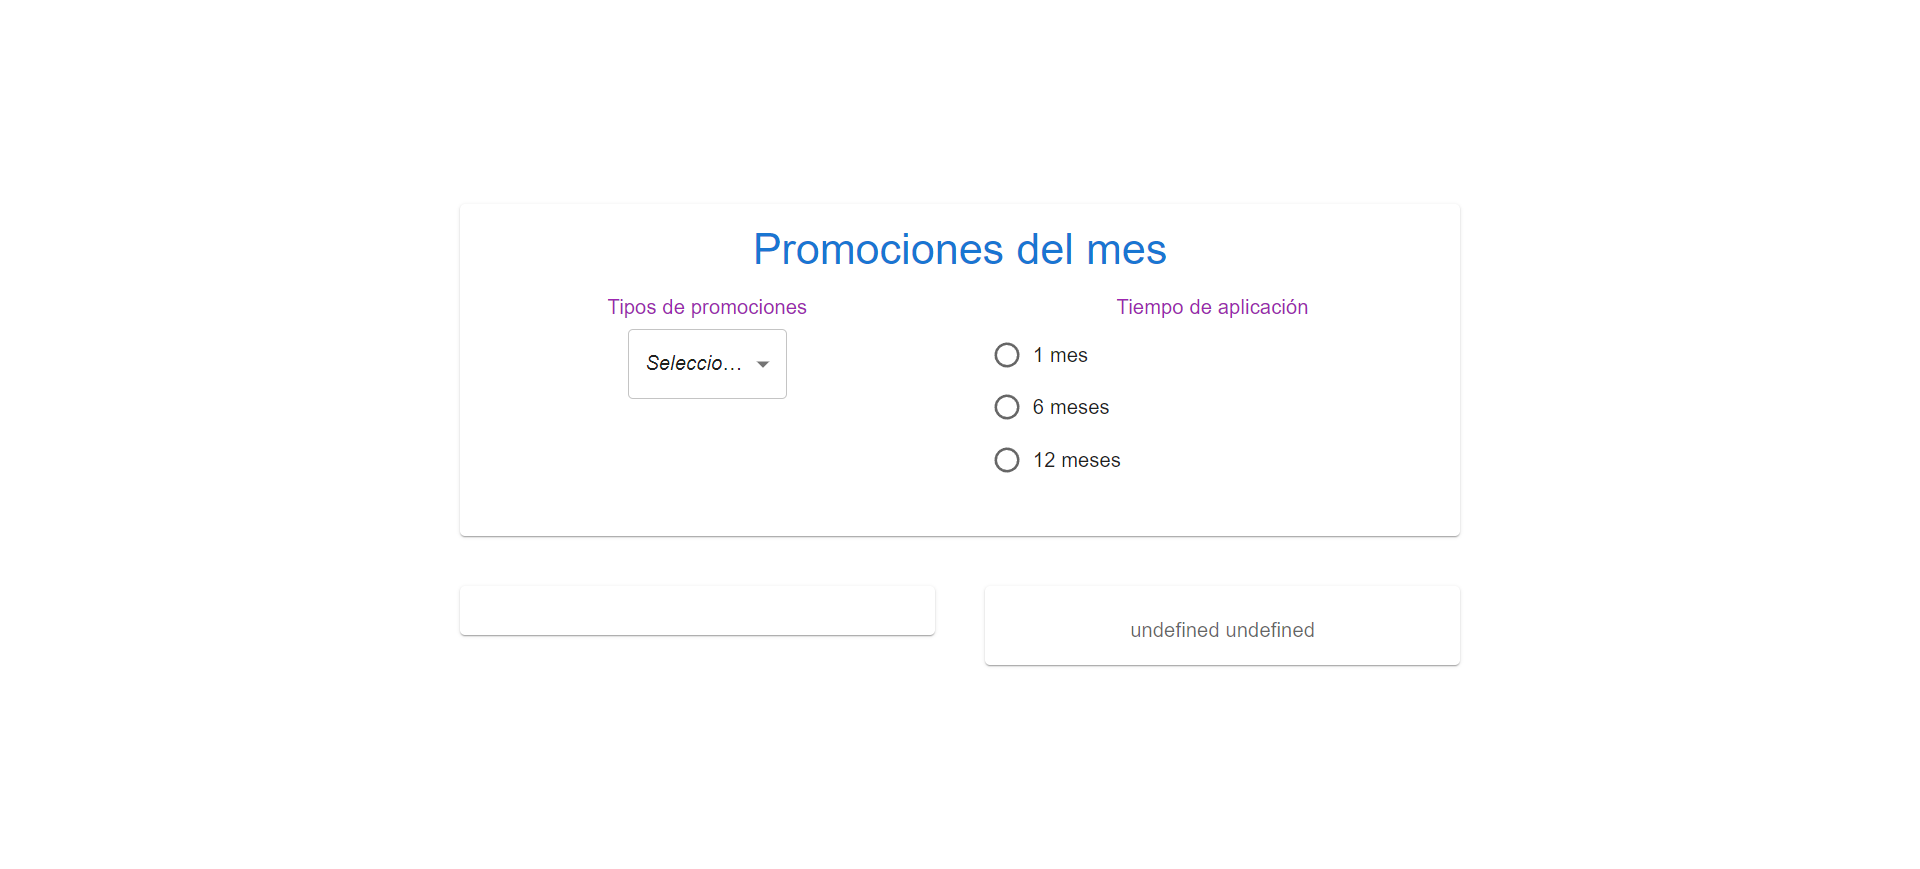 Promociones del mes
Tipos de promociones
Seleccio...
Tiempo de aplicación
1 mes
6 meses
12 meses
undefined undefined